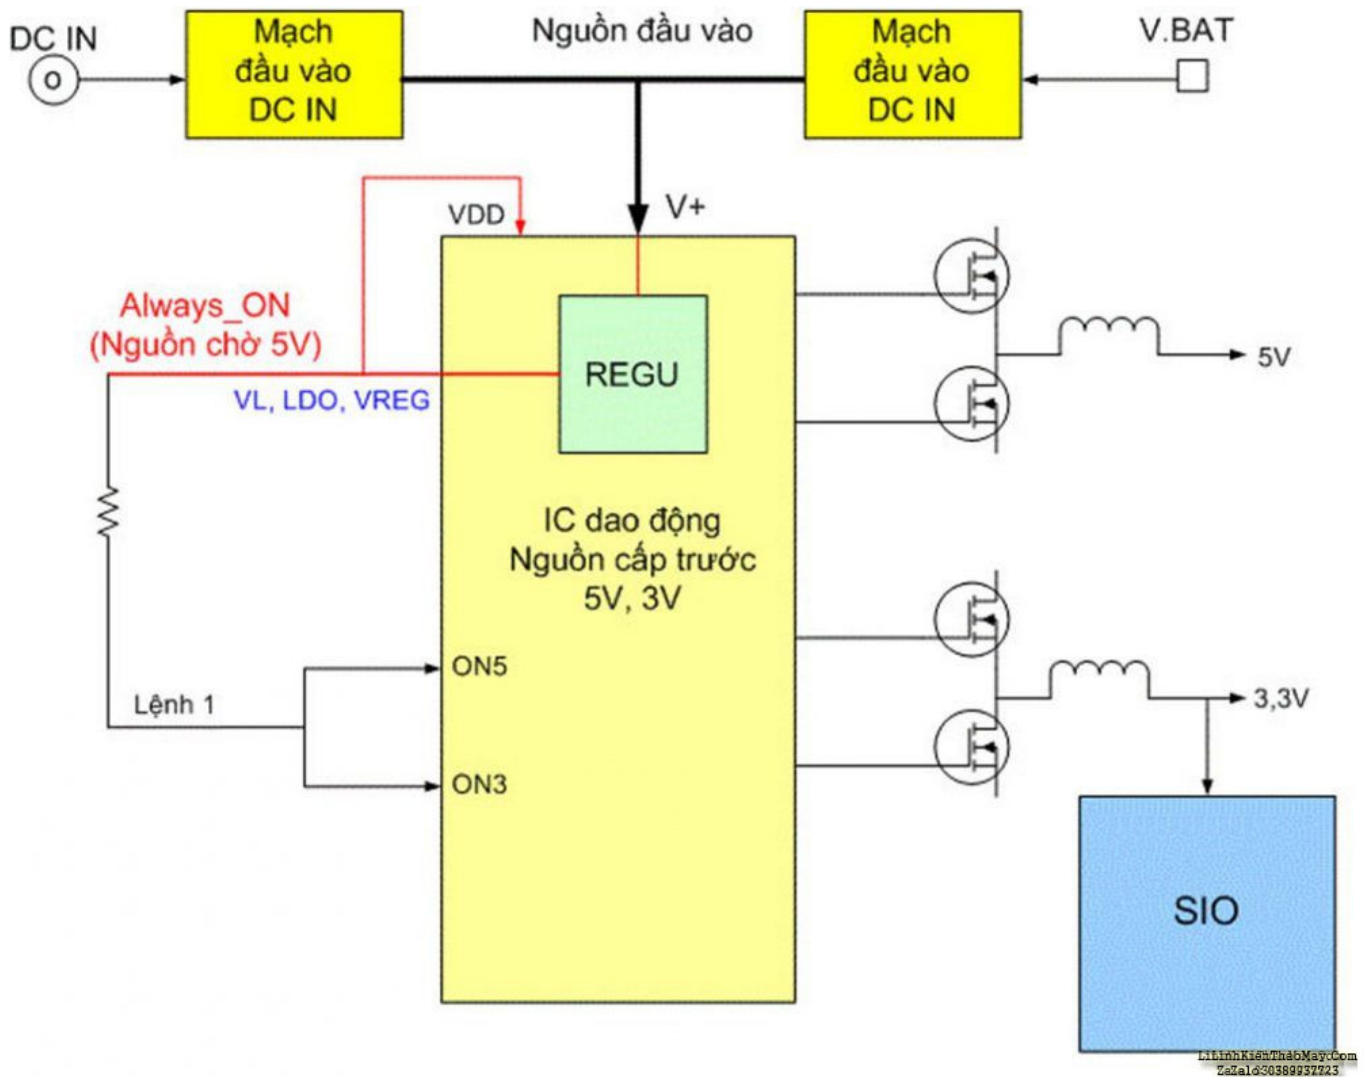 DC IN
O
Mạch
đầu vào
DC IN
Nguồn đầu vào
Mạch
đầu vào
DC IN
V.BAT
VDD
V+
Always_ON
(Nguồn chờ 5V)
VL, LDO, VREG
REGU
5V
IC dao động
Nguồn cấp trước
5V, 3V
ON5
Lệnh 1
3,3V
ON3
SIO
LiLinhKiệnTháoMáy.Com